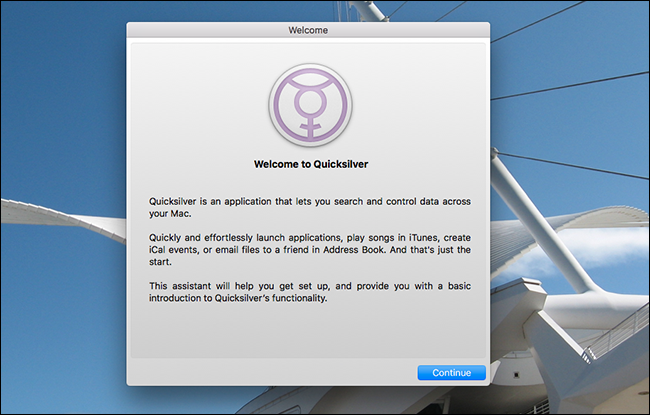 Welcome
Welcome to Quicksilver
Quicksilver is an application that lets you search and control data across
your Mac.
Quickly and effortlessly launch applications, play songs in iTunes, create
iCal events, or email files to a friend in Address Book. And that's just the
start.
This assistant will help you get set up, and provide you with a basic
introduction to Quicksilver's functionality.
Continue